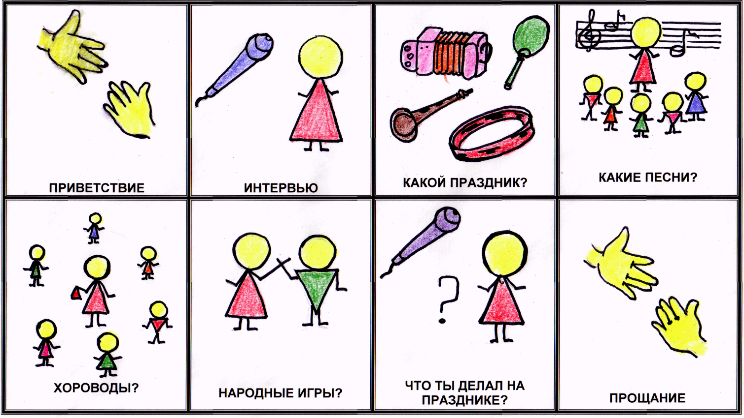 ПРИВЕТСТВИЕ
ИНТЕРВЬЮ
КАКОЙ ПРАЗДНИК?
КАКИЕ ПЕСНИ?
ХОРОВОДЫ?
НАРОДНЫЕ ИГРЫ?
ЧТО ТЫ ДЕЛАЛ НА
ПРАЗДНИКЕ?
ПРОЩАНИЕ